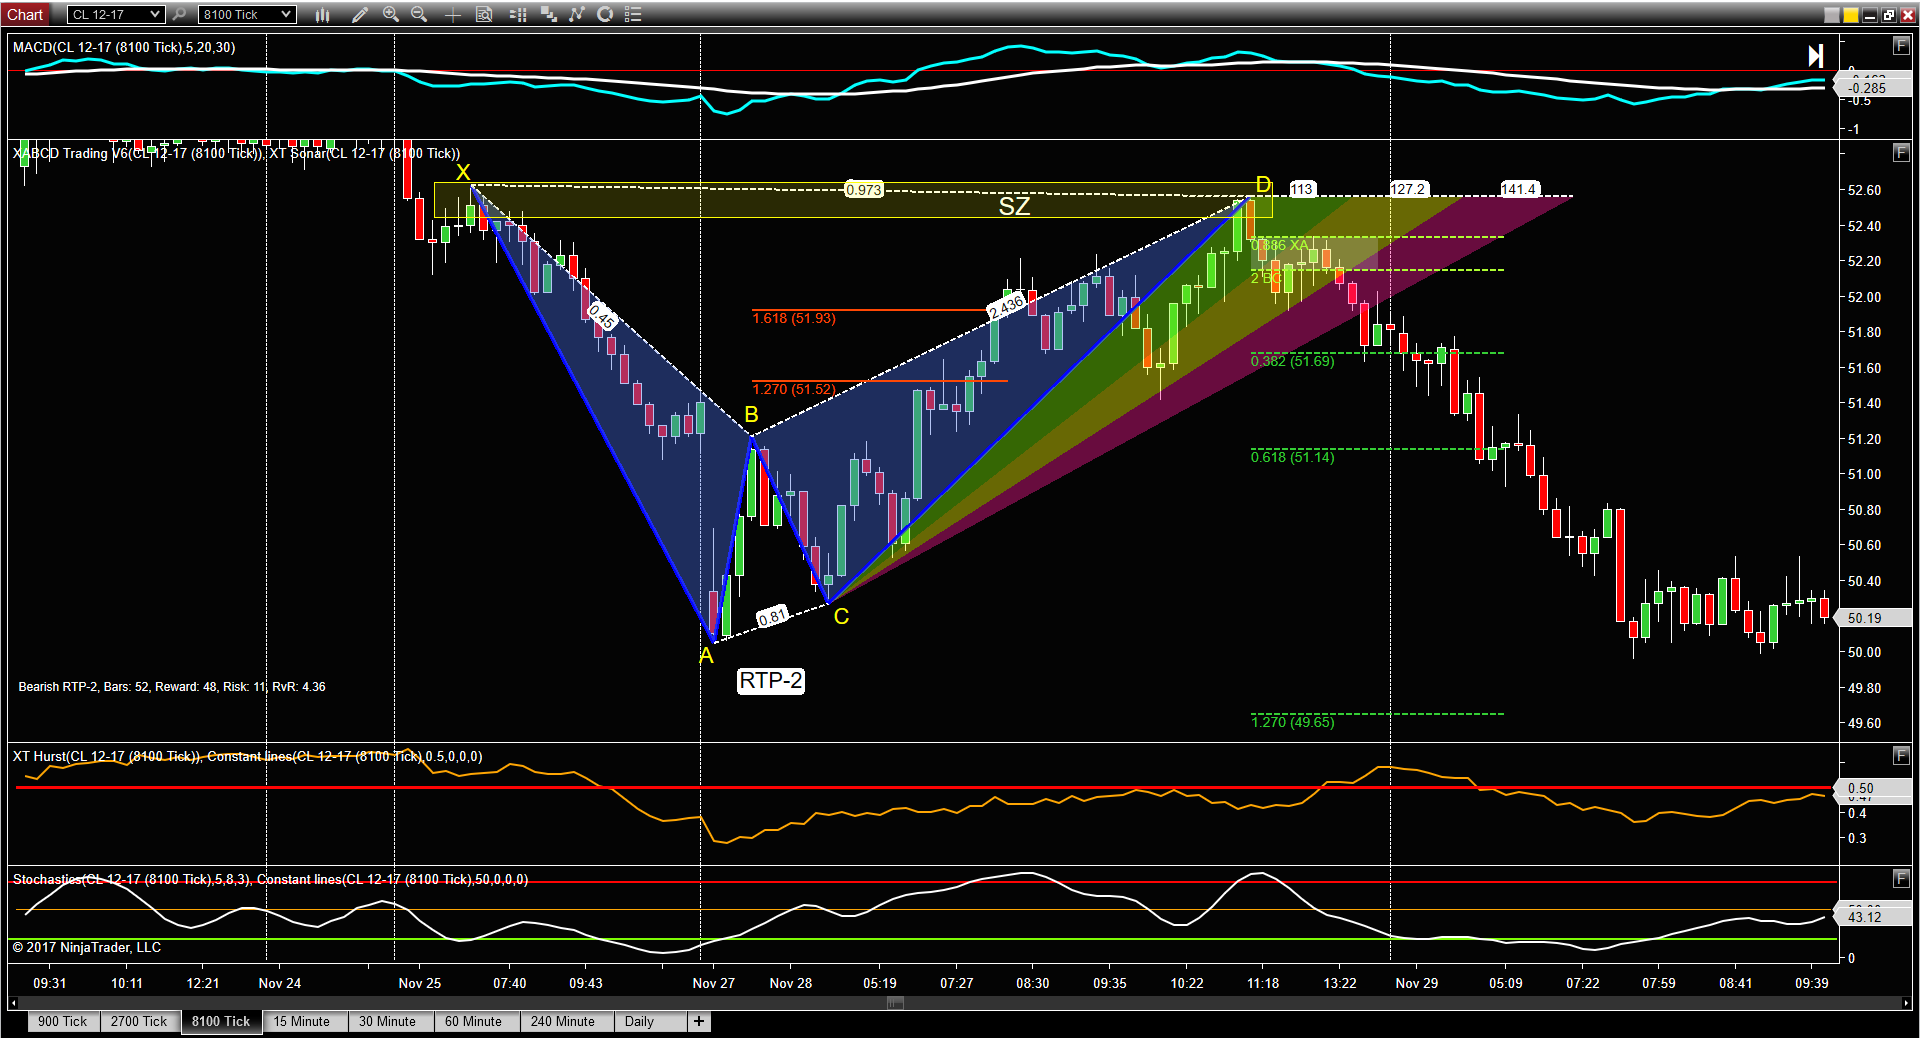 Chart CL 12-17 8100 Tick
MACD(CL 12-17 (8100 Tick),5,20,30)
F
0
-0.285
-0.5
-1
XABCD Trading V6(CL 12-17 (8100 Tick)), XT Sonar(CL 12-17 (8100 Tick))
F
X
0.973
SZ
D
113
127.2
141.4
52.60
52.40
0.886 XA
52.20
2 BC
52.00
0.45
2.436
1.618 (51.93)
51.80
0.382 (51.69)
51.60
1.270 (51.52)
51.40
B
51.20
0.618 (51.14)
51.00
50.80
50.60
50.40
0.81
C
50.19
A
50.00
RTP-2
Bearish RTP-2, Bars: 52, Reward: 48, Risk: 11, RvR: 4.36
49.80
1.270 (49.65)
49.60
XT Hurst(CL 12-17 (8100 Tick)), Constant lines(CL 12-17 (8100 Tick),0.5,0,0,0)
F
0.50
0.4
0.3
Stochastics(CL 12-17 (8100 Tick),5,8,3), Constant lines(CL 12-17 (8100 Tick),50,0,0,0)
F
43.12
© 2017 NinjaTrader, LLC
0
09:31 10:11 12:21 Nov 24 Nov 25 07:40 09:43 Nov 27 Nov 28 05:19 07:27 08:30 09:35 10:22 11:18 13:22 Nov 29 05:09 07:22 07:59 08:41 09:39
900 Tick 2700 Tick 8100 Tick 15 Minute 30 Minute 60 Minute 240 Minute Daily +